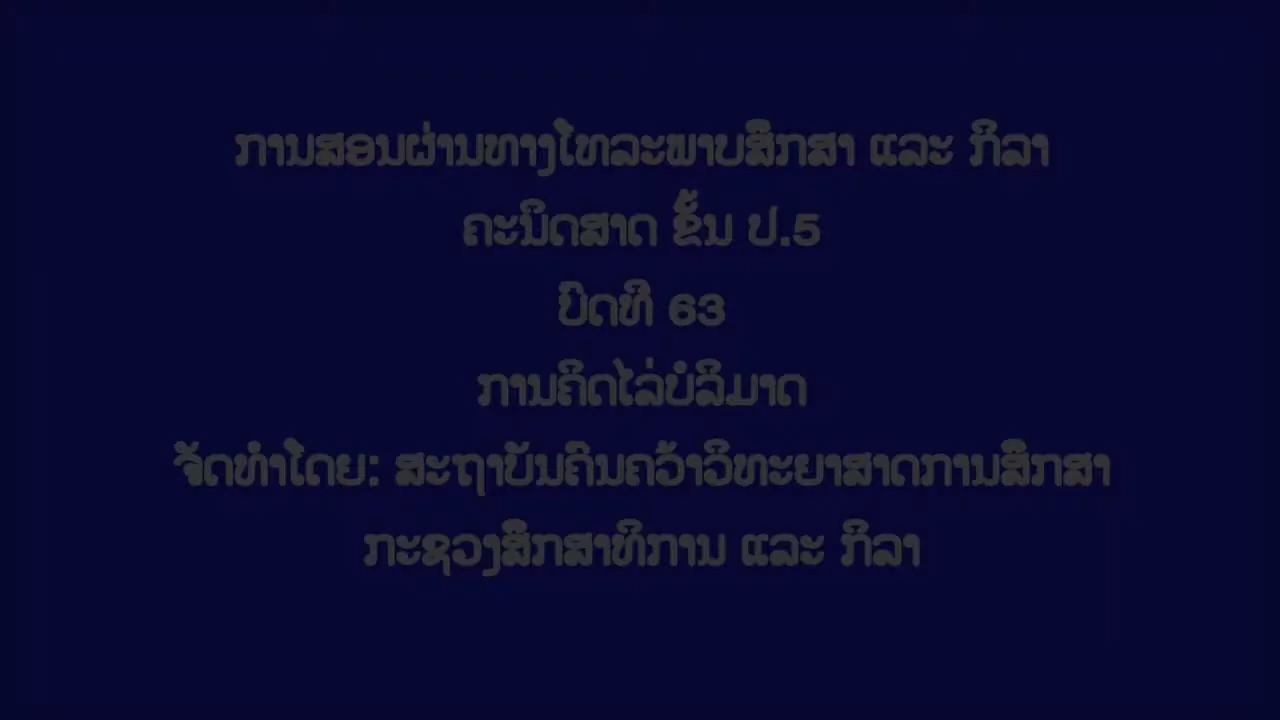 ການສອນຜ່ານທາງໂທລະພາບສຶກສາ ແລະ ກິລາ
ຄະນິດສາດ ຂັ້ນ ປ.5
ບົດທີ 63
ການຄິດໄລ່ບໍລິມາດ
ຈັດທໍາໂດຍ: ສະຖາບັນຄົ້ນຄວ້າວິທະຍາສາດການສຶກສາ
ກະຊວງສຶກສາທິການ ແລະ ກິລາ